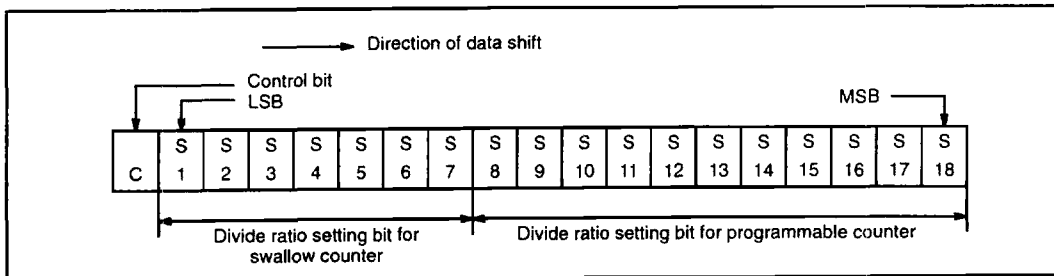 Direction of data shift
Control bit
LSB
MSB
C
S 1
S 2
S 3
S 4
S 5
S 6
S 7
S 8
S 9
S 10
S 11
S 12
S 13
S 14
S 15
S 16
S 17
S 18
Divide ratio setting bit for
swallow counter
Divide ratio setting bit for programmable counter